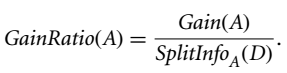 GainRatio(A) = Gain(A) / SplitInfo_A(D).